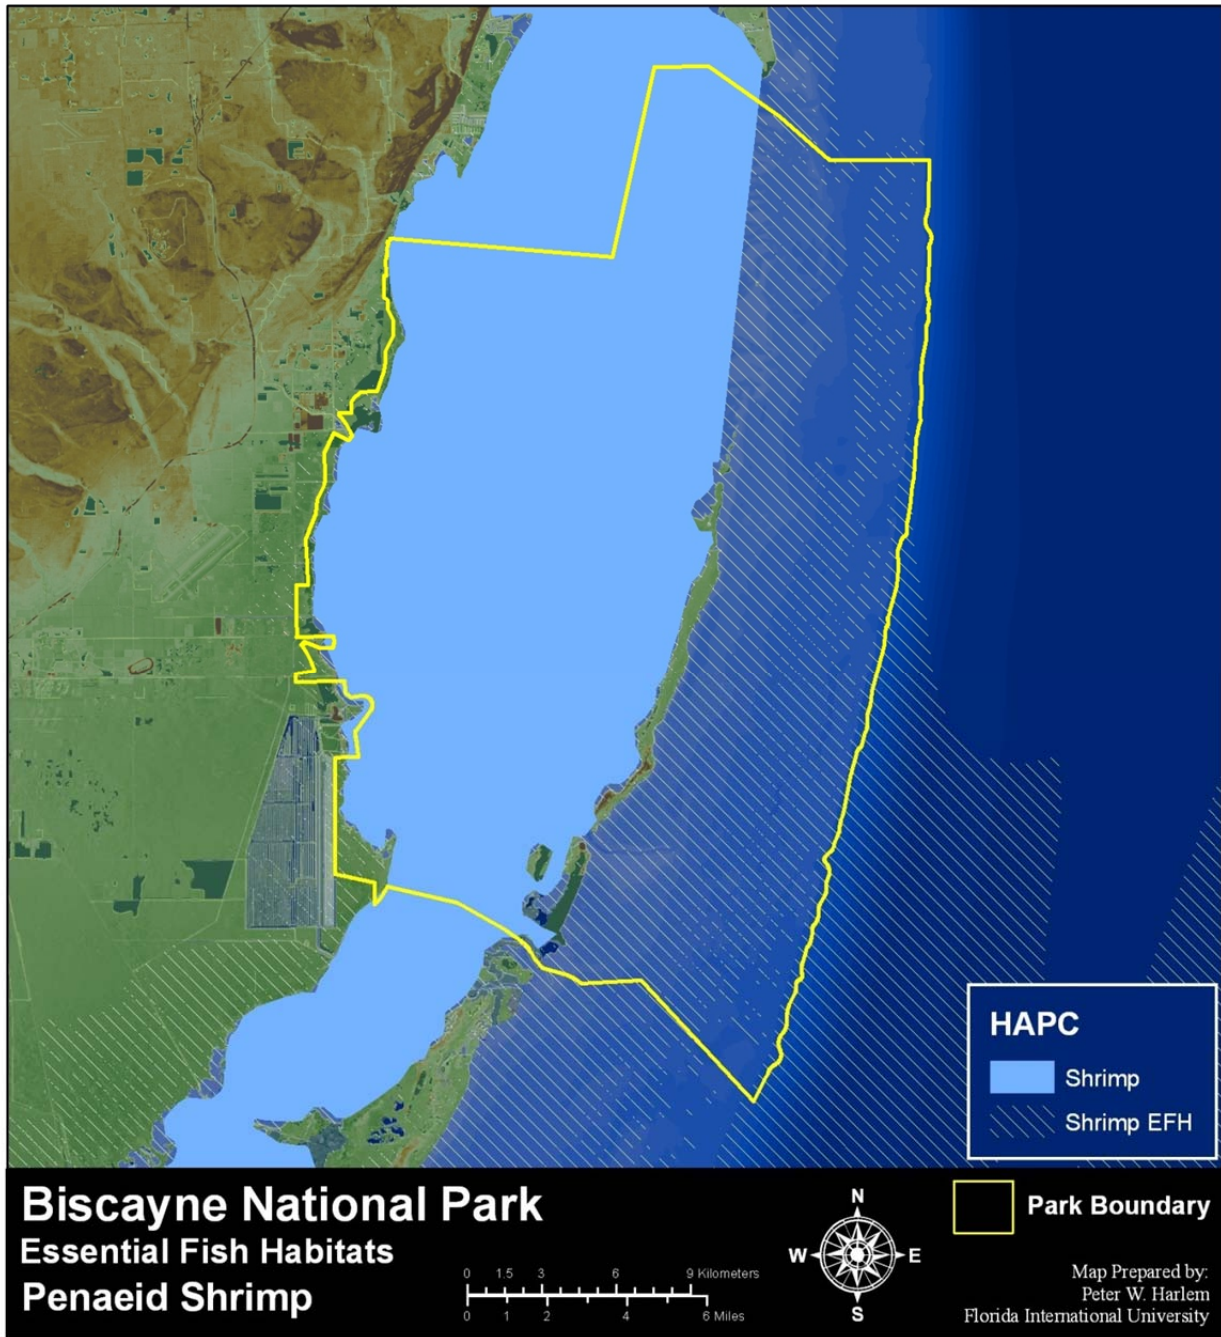 HAPC
Shrimp
Shrimp EFH
Biscayne National Park
Essential Fish Habitats
Penaeid Shrimp
0 1.5 3 6 9 Kilometers
0 1 2 4 6 Miles
N
W E
S
Park Boundary
Map Prepared by:
Peter W. Harlem
Florida International University